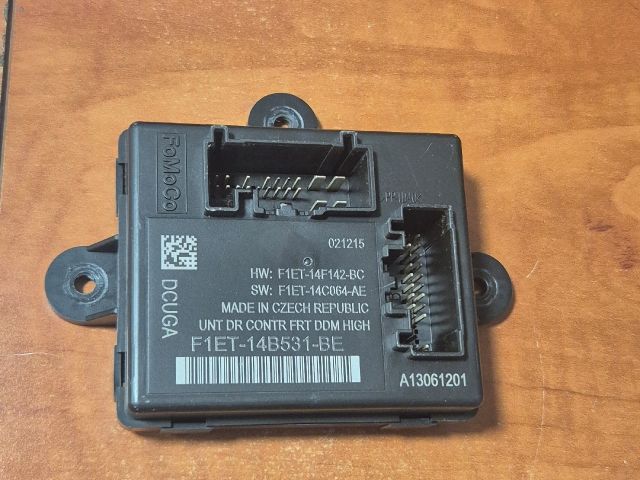 FoMoCo
021215
HW: F1ET-14F142-BC
SW: F1ET-14C064-AE
MADE IN CZECH REPUBLIC
UNT DR CONTR FRT DDM HIGH
F1ET-14B531-BE
DCUGA
A13061201